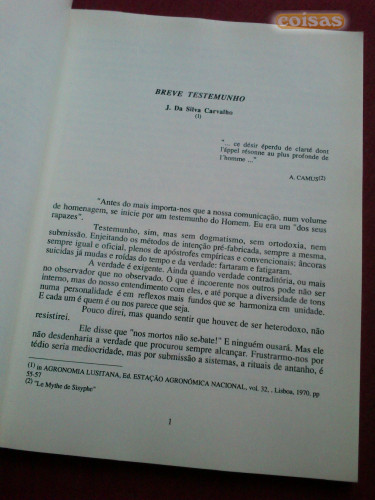 coisas
BREVE TESTEMUNHO
J. Da Silva Carvalho
(1)
"... ce désir éperdu de clarté dont
l'appel résonne au plus profonde de
l'homme ..."
A. CAMUS(2)
"Antes do mais importa-nos que a nossa comunicação, num volume
de homenagem, se inicie por um testemunho do Homem. Eu era um "dos seus
rapazes".
Testemunho, sim, mas sem dogmatismo, sem ortodoxia, nem
submissão. Enjeitando os métodos de intenção pré-fabricada, sempre a mesma,
sempre igual e oficial, plenos de apóstrofes empíricas e convencionais; âncoras
suicidas já mudas e roídas do tempo e da verdade: fartaram e fatigaram.
A verdade é exigente. Ainda quando verdade contraditória, ou mais
no observador que no observado. O que é incoerente nos outros pode não ser
interno, mas do nosso entendimento com eles, e até porque a diversidade de tons
numa personalidade é em reflexos mais fundos que se harmoniza em unidade.
E cada um é quem é ou nos parece que seja.
Pouco direi, mas quando sentir que houver de ser heterodoxo, não
resistirei.
Ele disse que "nos mortos não se-bate!" E ninguém ousará. Mas ele
não desdenharia a verdade que procurou sempre alcançar. Frustrarmo-nos por
tédio seria mediocridade, mas por submissão a sistemas, a rituais de antanho, é
(1) in AGRONOMIA LUSITANA, Ed. ESTAÇÃO AGRONÓMICA NACIONAL, vol. 32, . Lisboa, 1970, pp
55-57
(2) "Le Mythe de Sisyphe"
1